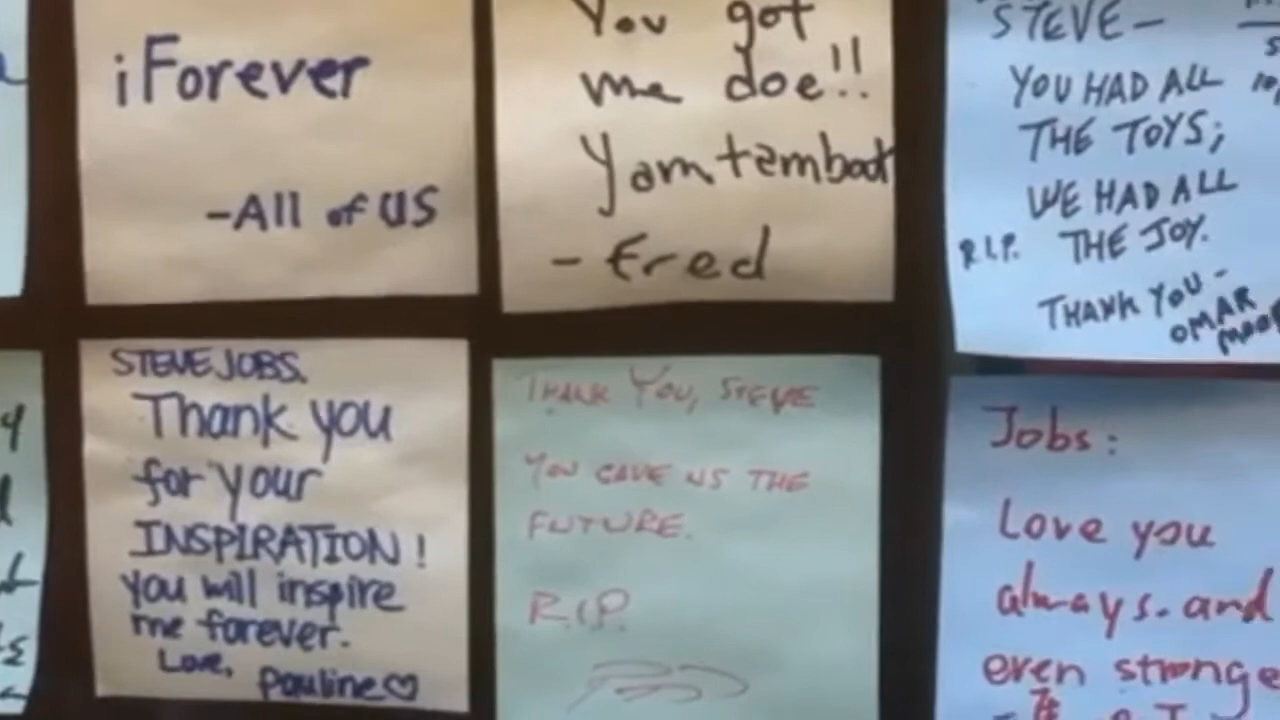 iForever
-All of US
You got
me doe!!
Yamtemboat
- Fred
STEVE-
YOU HAD ALL
THE TOYS;
WE HAD ALL
THE JOY.
R.I.P.
THANK YOU-
OMAR
STEVE JOBS.
Thank you
for your
INSPIRATION!
you will inspire
me forever.
Love,
Pauline♡
THANK YOU, STEVE
YOU GAVE US THE
FUTURE.
R.I.P.
Jobs:
Love you
always. and
even stronge